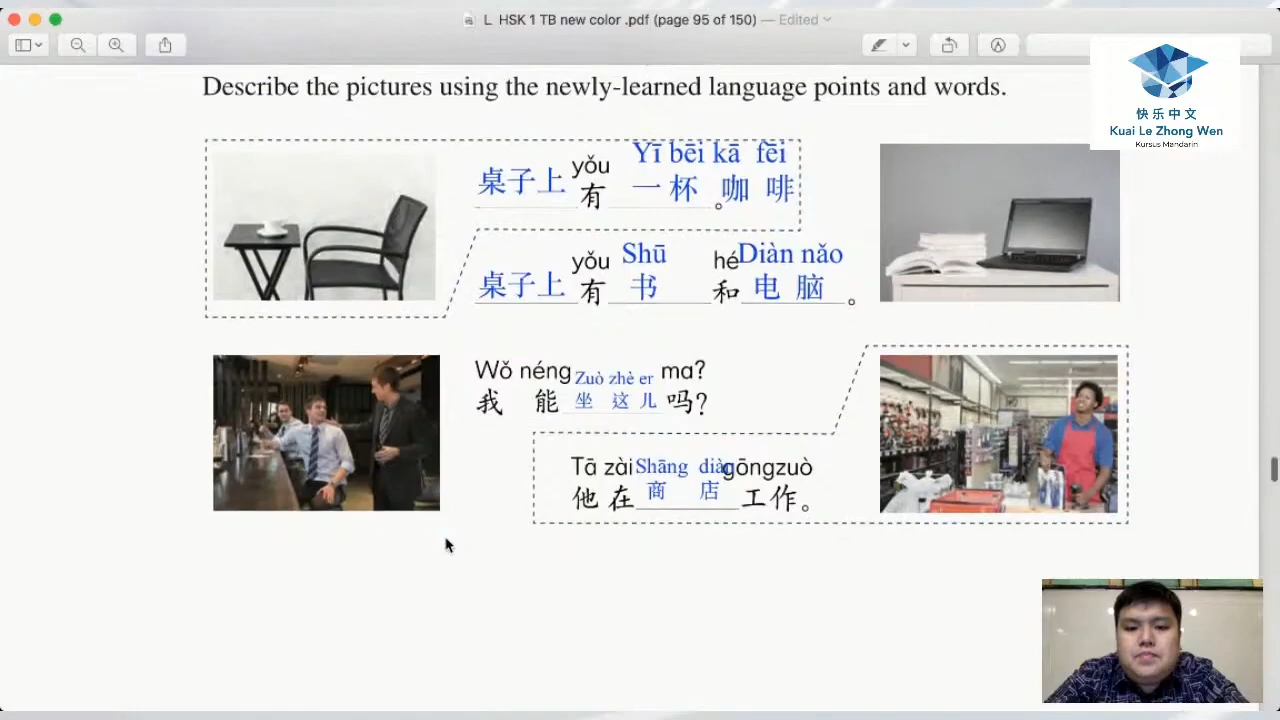 L HSK 1 TB new color .pdf (page 95 of 150) — Edited
快乐中文
Kuai Le Zhong Wen
Kursus Mandarin
Describe the pictures using the newly-learned language points and words.
yǒu Yī bēi kā fēi
桌子上 有 一 杯 咖 啡 。
yǒu Shū hé Diàn nǎo
桌子上 有 书 和 电 脑 。
Wǒ néng Zuò zhè er ma?
我 能 坐 这 儿 吗?
Tā zài Shāng diàn gōngzuò
他 在 商 店 工作。